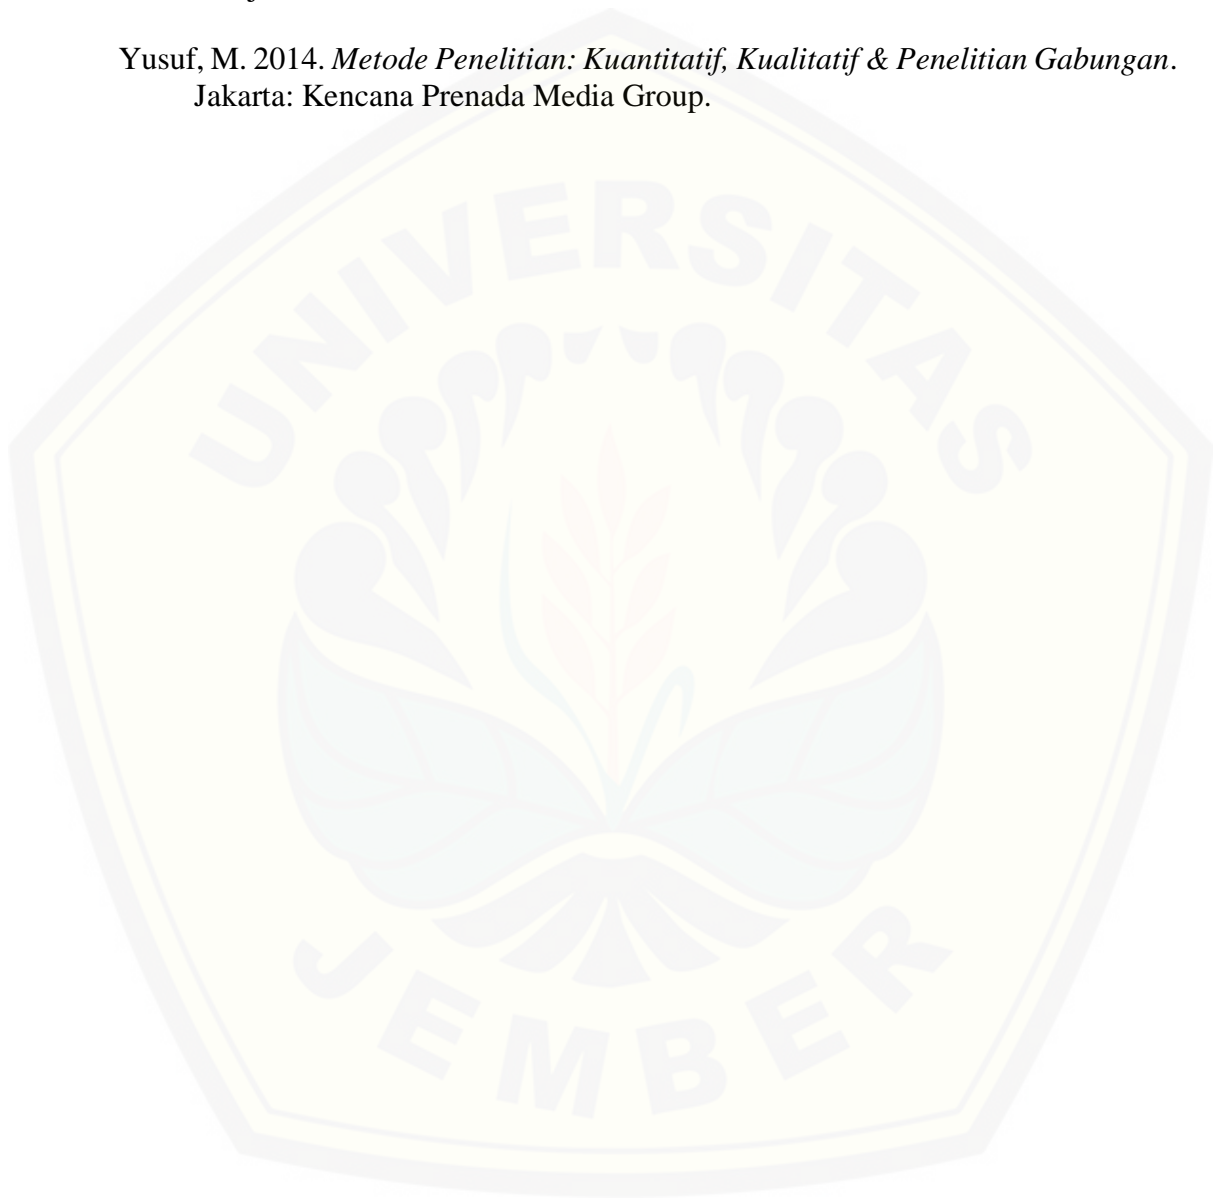 Yusuf, M. 2014. Metode Penelitian: Kuantitatif, Kualitatif & Penelitian Gabungan.
Jakarta: Kencana Prenada Media Group.
UNIVERSITAS
JEMBER